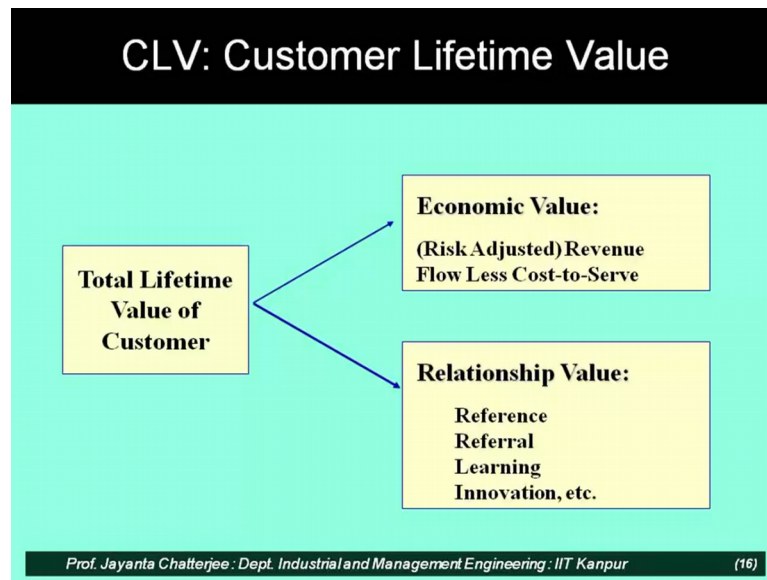 CLV: Customer Lifetime Value
Total Lifetime
Value of
Customer
Economic Value:
(Risk Adjusted) Revenue
Flow Less Cost-to-Serve
Relationship Value:
Reference
Referral
Learning
Innovation, etc.
Prof. Jayanta Chatterjee : Dept. Industrial and Management Engineering : IIT Kanpur (16)